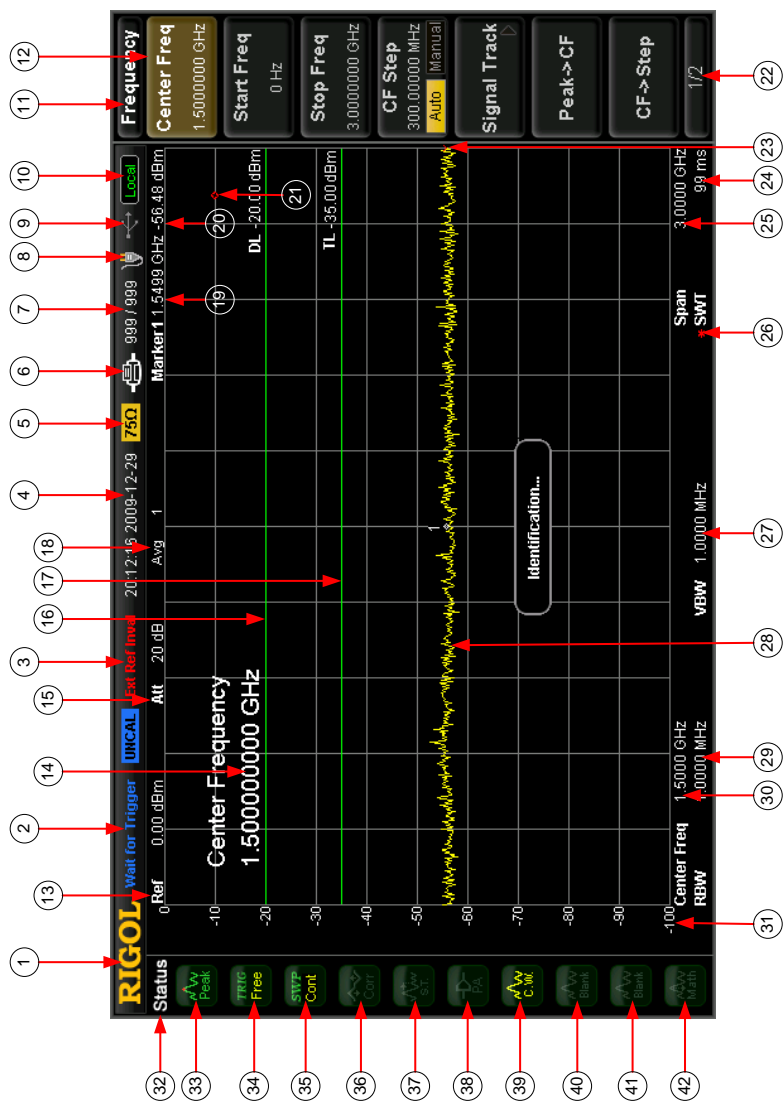 1
2
3
4
5
6
7
8
9
10
11
12
RIGOL Wait for Trigger UNCAL Ext Ref Inval 20:12:16 2009-12-29 75Ω 999 / 999 Local
Frequency
13
15
18
Status
Ref 0.00 dBm Att 20 dB Avg 1 Marker1 1.5499 GHz -56.48 dBm
14
16
17
19
20
21
Center Frequency
1.500000000 GHz
DL -20.00 dBm
TL -35.00 dBm
0
-10
-20
-30
-40
-50
-60
-70
-80
-90
-100
1
Identification...
Center Freq 1.5000 GHz Span 3.0000 GHz
RBW 1.0000 MHz VBW 1.0000 MHz *SWT 99 ms
Center Freq
1.5000000 GHz
Start Freq
0 Hz
Stop Freq
3.0000000 GHz
CF Step
300.00000 MHz
Auto Manual
Signal Track
Peak->CF
CF->Step
1/2
Peak
TRIG
Free
SWP
Cont
Corr
S.T.
PA
C.W.
Blank
Blank
Math
22
23
24
25
26
27
28
29
30
31
32
33
34
35
36
37
38
39
40
41
42